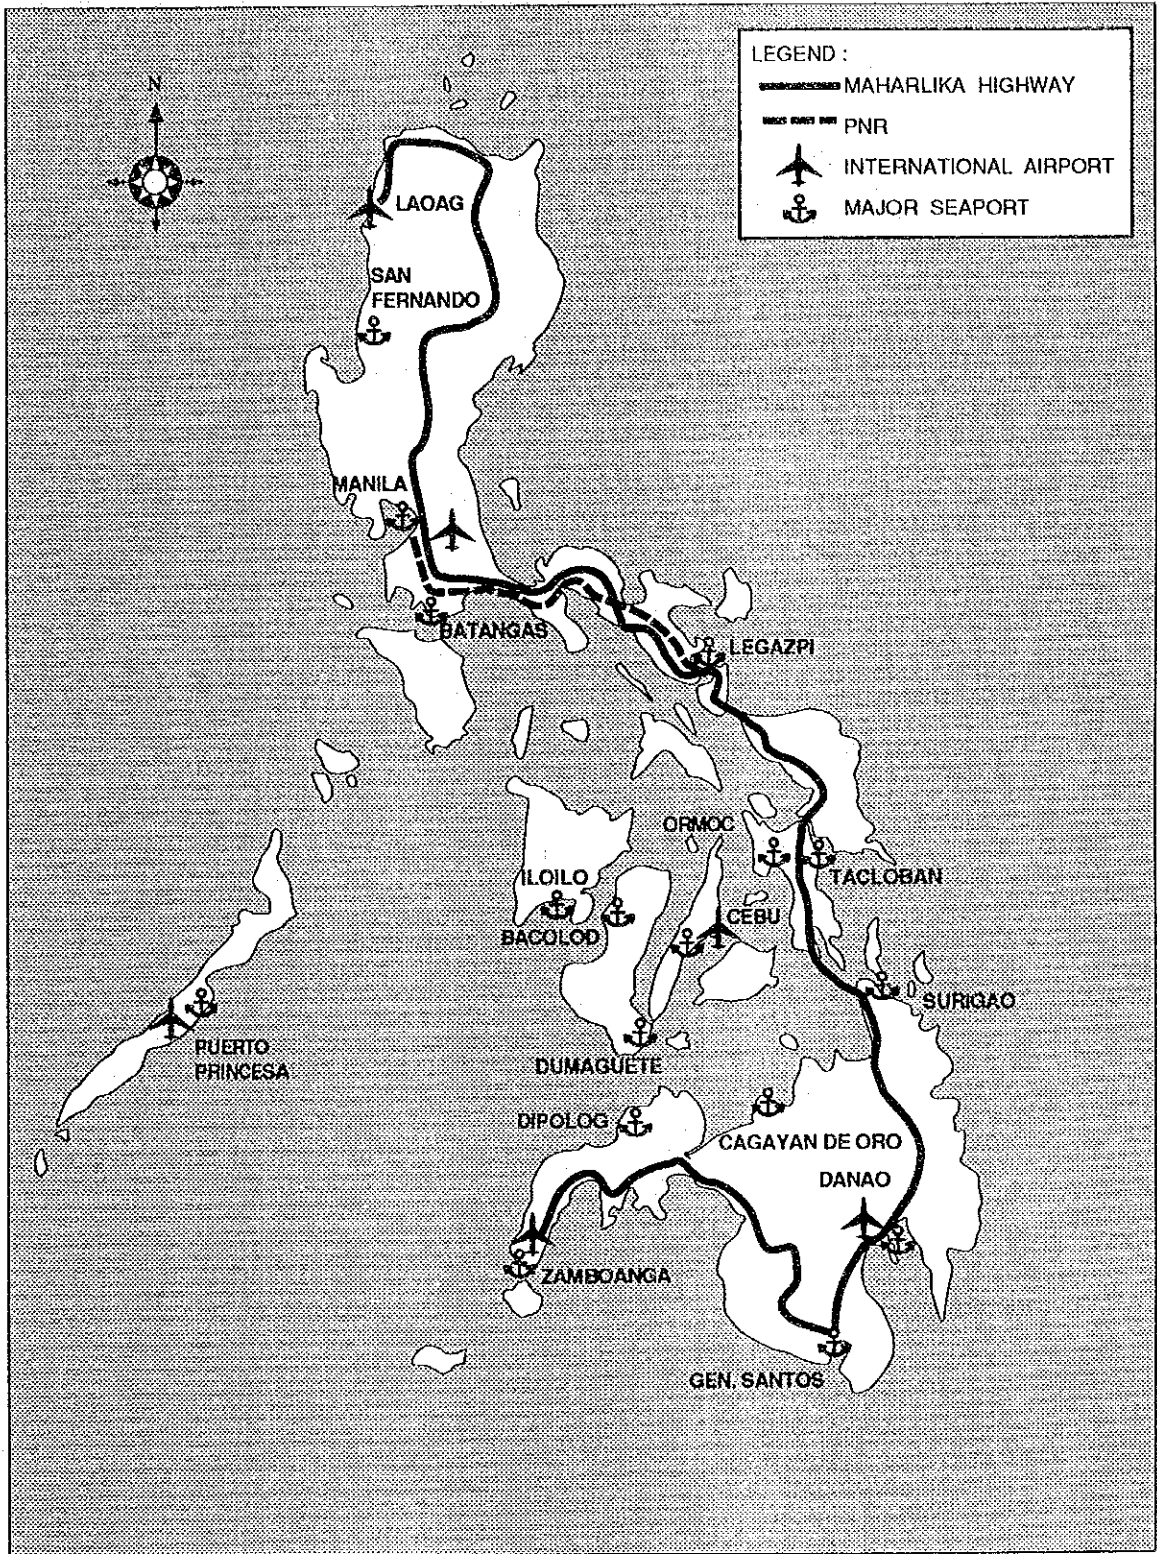 LEGEND :
MAHARLIKA HIGHWAY
PNR
INTERNATIONAL AIRPORT
MAJOR SEAPORT
N
LAOAG
SAN
FERNANDO
MANILA
BATANGAS
LEGAZPI
ORMOC
TACLOBAN
ILOILO
CEBU
BACOLOD
SURIGAO
PUERTO
PRINCESA
DUMAGUETE
DIPOLOG
CAGAYAN DE ORO
DANAO
ZAMBOANGA
GEN. SANTOS